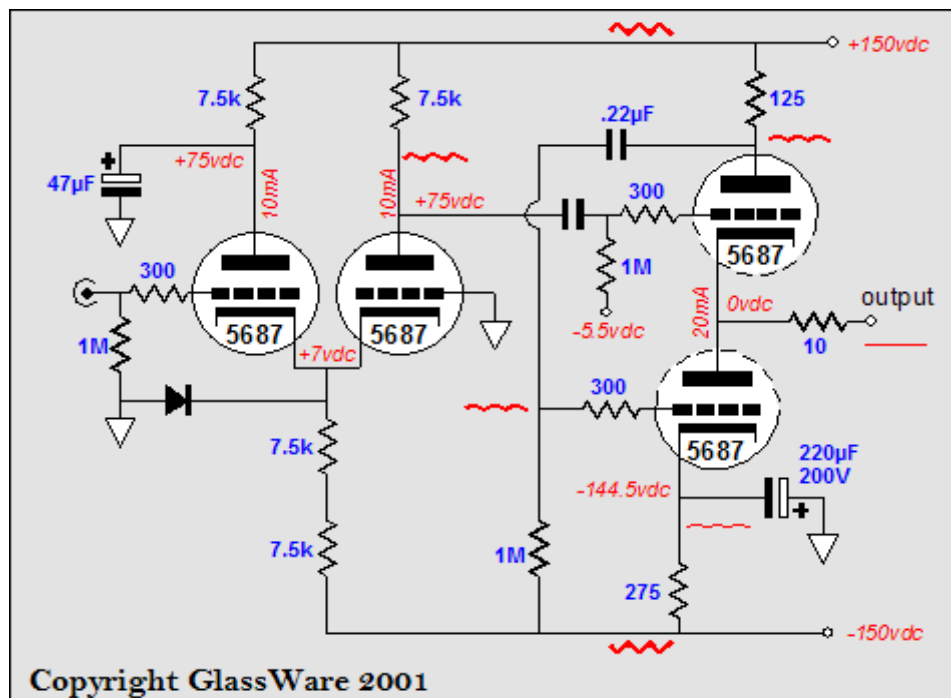 +150vdc
7.5k
7.5k
125
.22µF
+75vdc
47µF
+
10mA
10mA
+75vdc
300
5687
300
1M
5687
5687
1M
-5.5vdc
20mA
0vdc
output
10
+7vdc
300
5687
7.5k
220µF
200V
+
-144.5vdc
7.5k
1M
275
-150vdc
Copyright GlassWare 2001